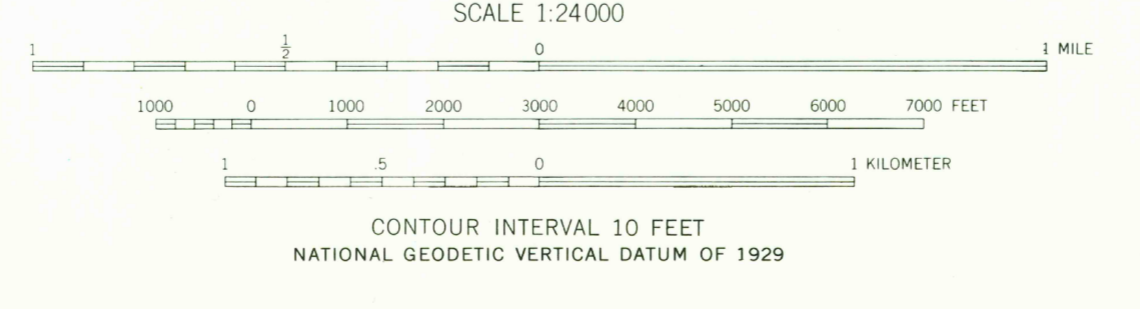 SCALE 1:24000
1 ½ 0 1 MILE
1000 0 1000 2000 3000 4000 5000 6000 7000 FEET
1 .5 0 1 KILOMETER
CONTOUR INTERVAL 10 FEET
NATIONAL GEODETIC VERTICAL DATUM OF 1929